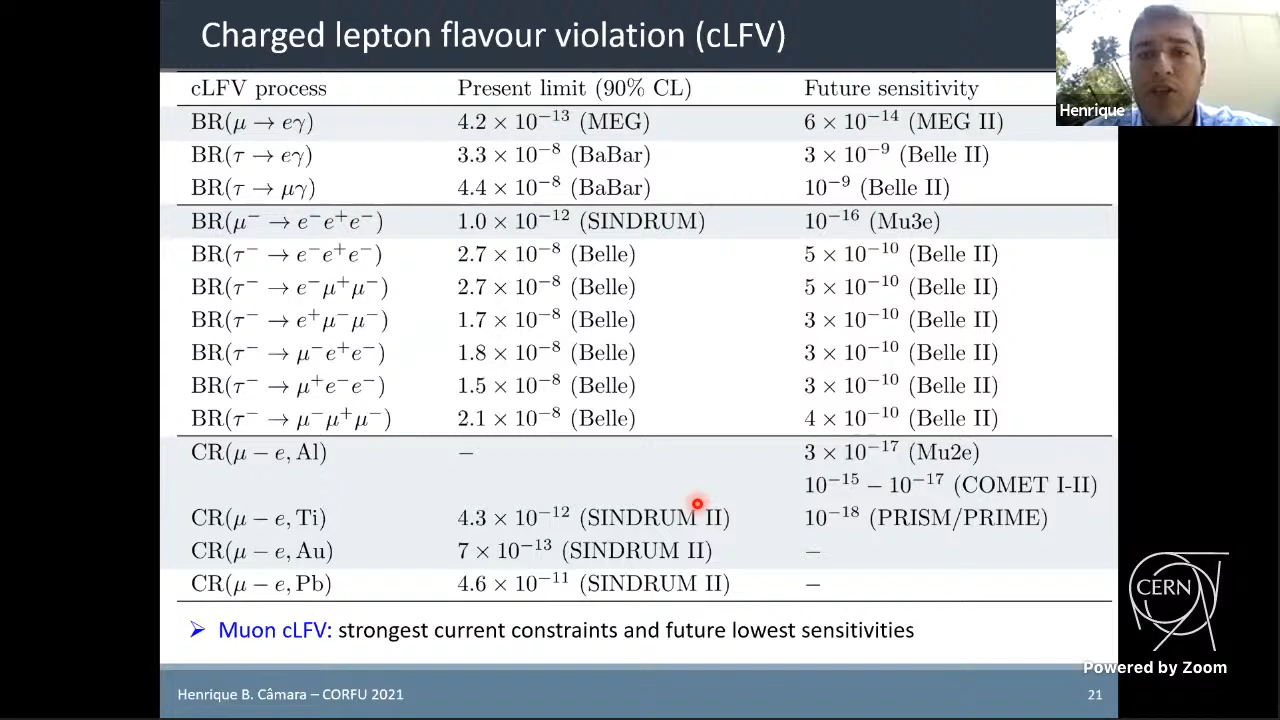 Charged lepton flavour violation (cLFV)
cLFV process Present limit (90% CL) Future sensitivity
BR(μ → eγ) 4.2 × 10⁻¹³ (MEG) 6 × 10⁻¹⁴ (MEG II)
BR(τ → eγ) 3.3 × 10⁻⁸ (BaBar) 3 × 10⁻⁹ (Belle II)
BR(τ → μγ) 4.4 × 10⁻⁸ (BaBar) 10⁻⁹ (Belle II)
BR(μ⁻ → e⁻e⁺e⁻) 1.0 × 10⁻¹² (SINDRUM) 10⁻¹⁶ (Mu3e)
BR(τ⁻ → e⁻e⁺e⁻) 2.7 × 10⁻⁸ (Belle) 5 × 10⁻¹⁰ (Belle II)
BR(τ⁻ → e⁻μ⁺μ⁻) 2.7 × 10⁻⁸ (Belle) 5 × 10⁻¹⁰ (Belle II)
BR(τ⁻ → e⁺μ⁻μ⁻) 1.7 × 10⁻⁸ (Belle) 3 × 10⁻¹⁰ (Belle II)
BR(τ⁻ → μ⁻e⁺e⁻) 1.8 × 10⁻⁸ (Belle) 3 × 10⁻¹⁰ (Belle II)
BR(τ⁻ → μ⁺e⁻e⁻) 1.5 × 10⁻⁸ (Belle) 3 × 10⁻¹⁰ (Belle II)
BR(τ⁻ → μ⁻μ⁺μ⁻) 2.1 × 10⁻⁸ (Belle) 4 × 10⁻¹⁰ (Belle II)
CR(μ − e, Al) − 3 × 10⁻¹⁷ (Mu2e)
10⁻¹⁵ − 10⁻¹⁷ (COMET I-II)
CR(μ − e, Ti) 4.3 × 10⁻¹² (SINDRUM II) 10⁻¹⁸ (PRISM/PRIME)
CR(μ − e, Au) 7 × 10⁻¹³ (SINDRUM II) −
CR(μ − e, Pb) 4.6 × 10⁻¹¹ (SINDRUM II) −
➢ Muon cLFV: strongest current constraints and future lowest sensitivities
Henrique B. Câmara – CORFU 2021 21
Henrique
CERN
Powered by Zoom